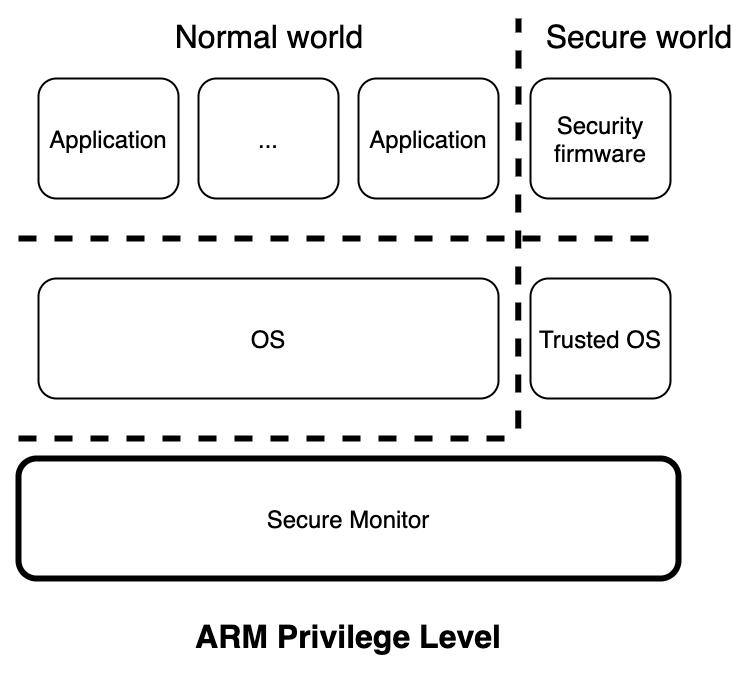 Normal world
Secure world
Application
...
Application
Security
firmware
OS
Trusted OS
Secure Monitor
ARM Privilege Level